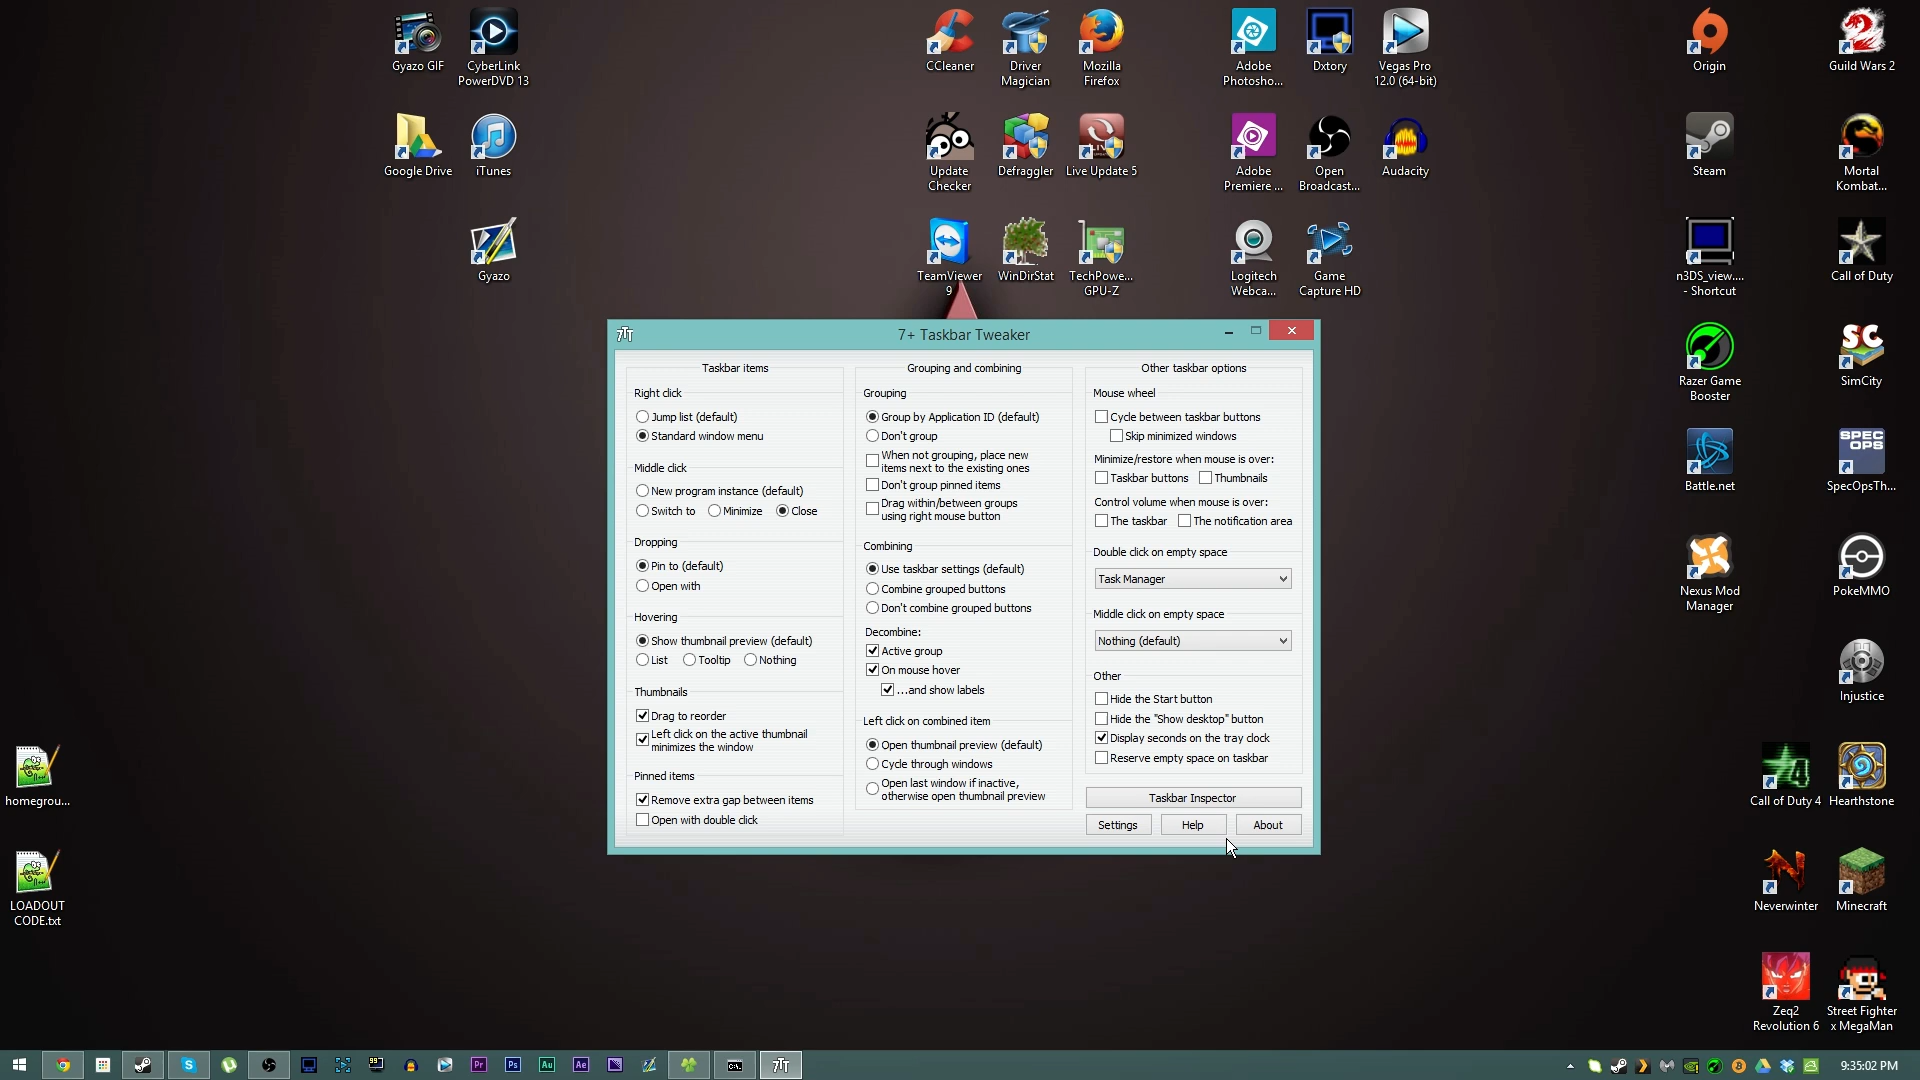 Gyazo GIF
CyberLink
PowerDVD 13
CCleaner
Driver
Magician
Mozilla
Firefox
Adobe
Photosho...
Dxtory
Vegas Pro
12.0 (64-bit)
Origin
Guild Wars 2
Google Drive
iTunes
Update
Checker
Defraggler
Live Update 5
Adobe
Premiere ...
Open
Broadcast...
Audacity
Steam
Mortal
Kombat...
Gyazo
TeamViewer
9
WinDirStat
TechPowe...
GPU-Z
Logitech
Webca...
Game
Capture HD
n3DS_view....
- Shortcut
Call of Duty
7+ Taskbar Tweaker
Taskbar items
Right click
Jump list (default)
Standard window menu
Middle click
New program instance (default)
Switch to
Minimize
Close
Dropping
Pin to (default)
Open with
Hovering
Show thumbnail preview (default)
List
Tooltip
Nothing
Thumbnails
Drag to reorder
Left click on the active thumbnail
minimizes the window
Pinned items
Remove extra gap between items
Open with double click
Grouping and combining
Grouping
Group by Application ID (default)
Don't group
When not grouping, place new
items next to the existing ones
Don't group pinned items
Drag within/between groups
using right mouse button
Combining
Use taskbar settings (default)
Combine grouped buttons
Don't combine grouped buttons
Decombine:
Active group
On mouse hover
...and show labels
Left click on combined item
Open thumbnail preview (default)
Cycle through windows
Open last window if inactive,
otherwise open thumbnail preview
Other taskbar options
Mouse wheel
Cycle between taskbar buttons
Skip minimized windows
Minimize/restore when mouse is over:
Taskbar buttons
Thumbnails
Control volume when mouse is over:
The taskbar
The notification area
Double click on empty space
Task Manager
Middle click on empty space
Nothing (default)
Other
Hide the Start button
Hide the "Show desktop" button
Display seconds on the tray clock
Reserve empty space on taskbar
Taskbar Inspector
Settings
Help
About
Razer Game
Booster
SC
SimCity
Battle.net
SPEC
OPS
SpecOpsTh...
Nexus Mod
Manager
PokeMMO
Injustice
homegrou...
Call of Duty 4
Hearthstone
LOADOUT
CODE.txt
Neverwinter
Minecraft
Zeq2
Revolution 6
Street Fighter
x MegaMan
99
Pr
Ps
Au
Ae
7TT
9:35:02 PM